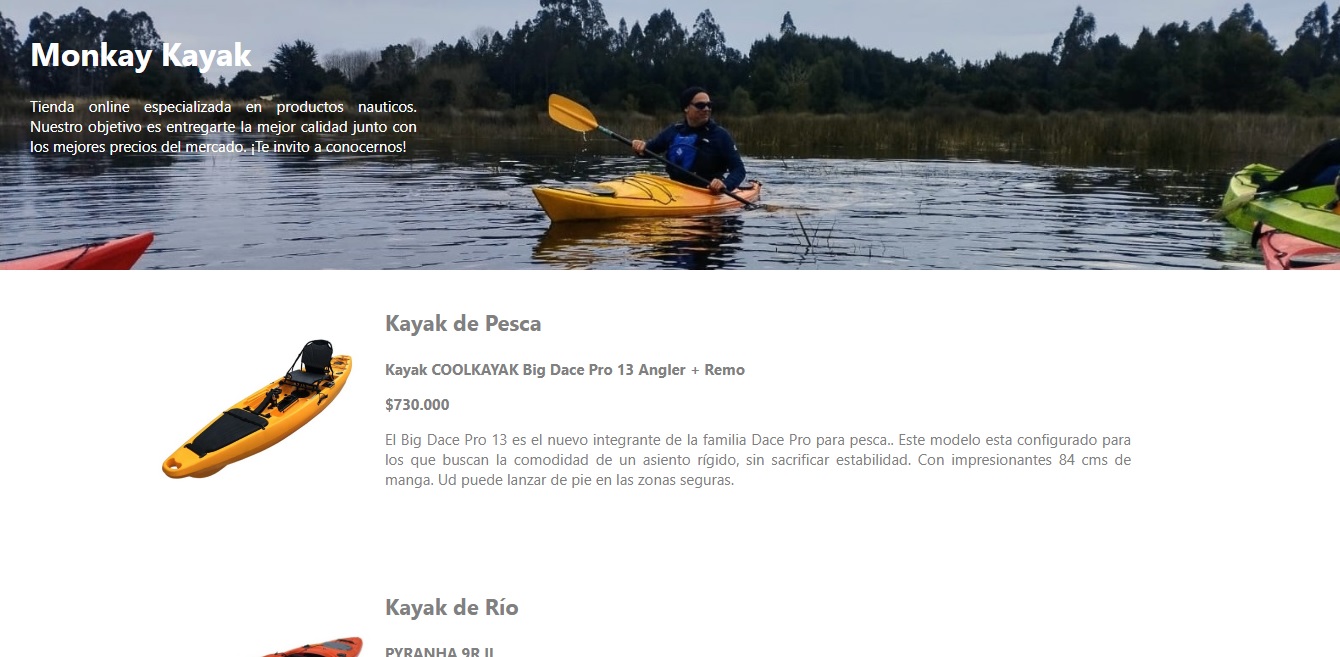 Monkay Kayak
Tienda online especializada en productos nauticos.
Nuestro objetivo es entregarte la mejor calidad junto con
los mejores precios del mercado. ¡Te invito a conocernos!
Kayak de Pesca
Kayak COOLKAYAK Big Dace Pro 13 Angler + Remo
$730.000
El Big Dace Pro 13 es el nuevo integrante de la familia Dace Pro para pesca.. Este modelo esta configurado para
los que buscan la comodidad de un asiento rígido, sin sacrificar estabilidad. Con impresionantes 84 cms de
manga. Ud puede lanzar de pie en las zonas seguras.
Kayak de Río
PYRANHA 9R II